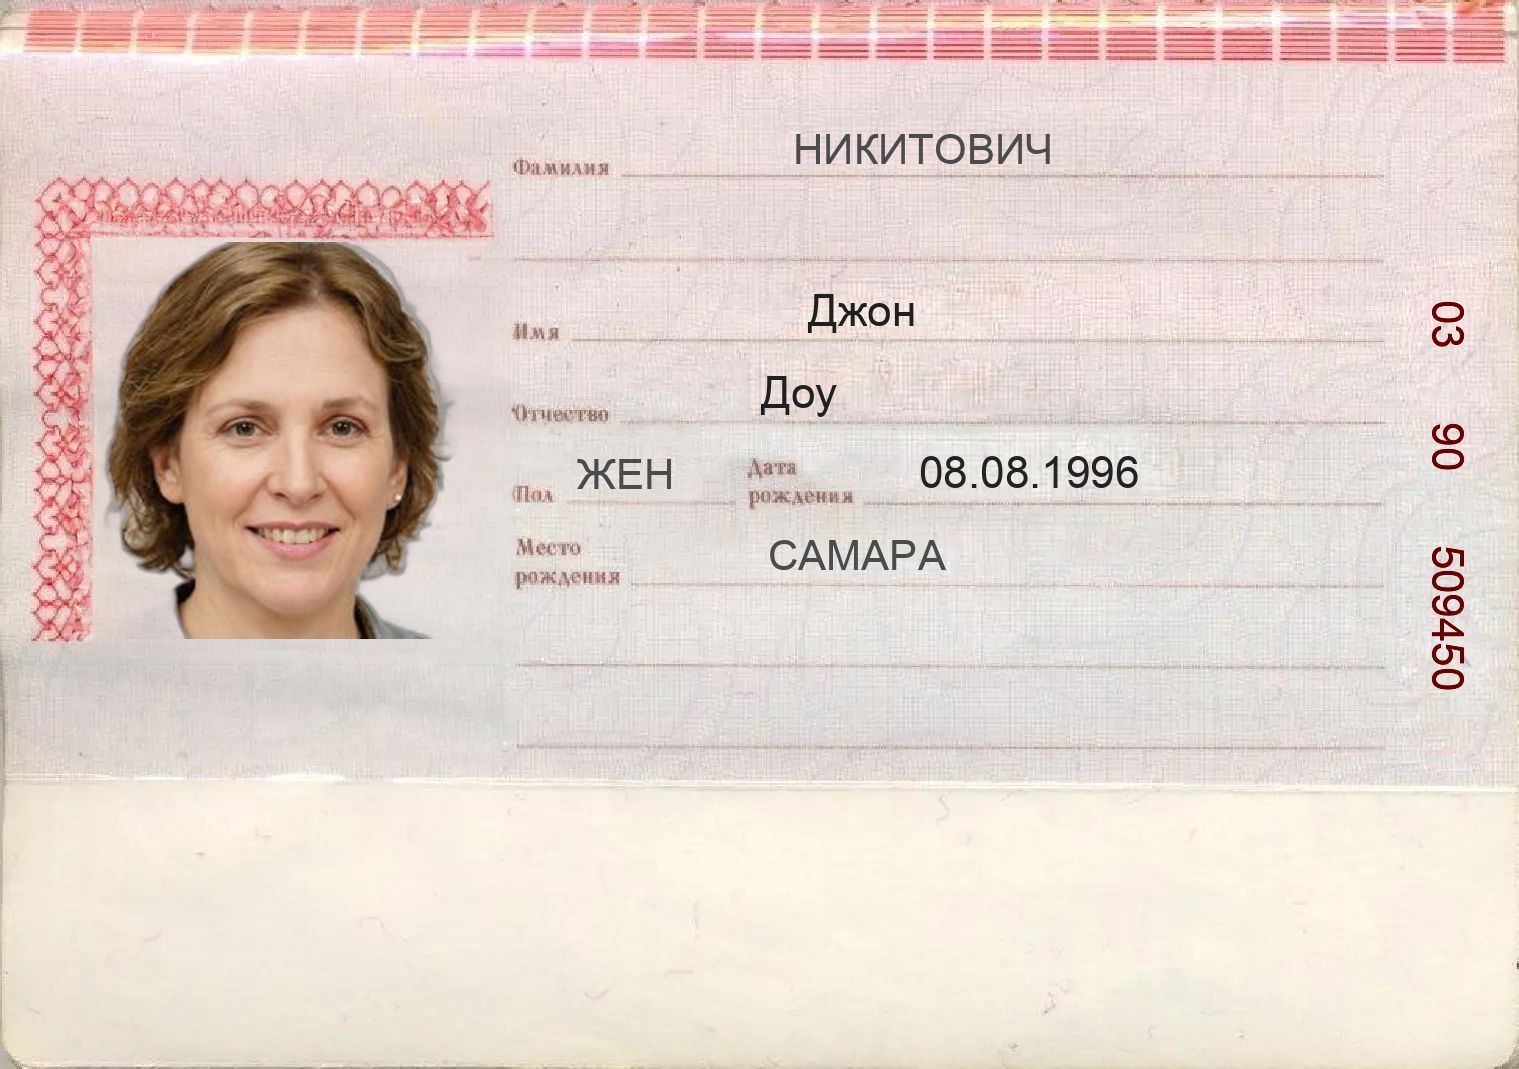 Фамилия НИКИТОВИЧ
Имя Джон
Отчество Доу
Пол ЖЕН Дата рождения 08.08.1996
Место рождения САМАРА
03 90 509450